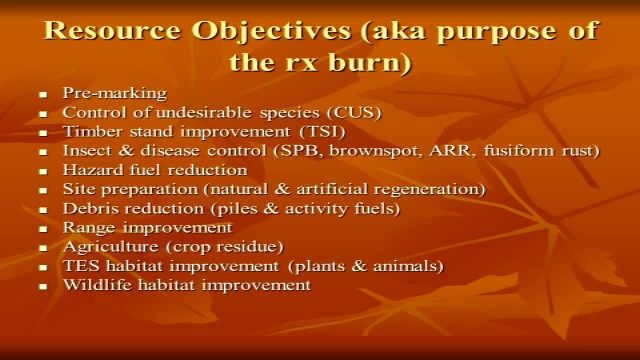 Resource Objectives (aka purpose of
the rx burn)
Pre-marking
Control of undesirable species (CUS)
Timber stand improvement (TSI)
Insect & disease control (SPB, brownspot, ARR, fusiform rust)
Hazard fuel reduction
Site preparation (natural & artificial regeneration)
Debris reduction (piles & activity fuels)
Range improvement
Agriculture (crop residue)
TES habitat improvement (plants & animals)
Wildlife habitat improvement